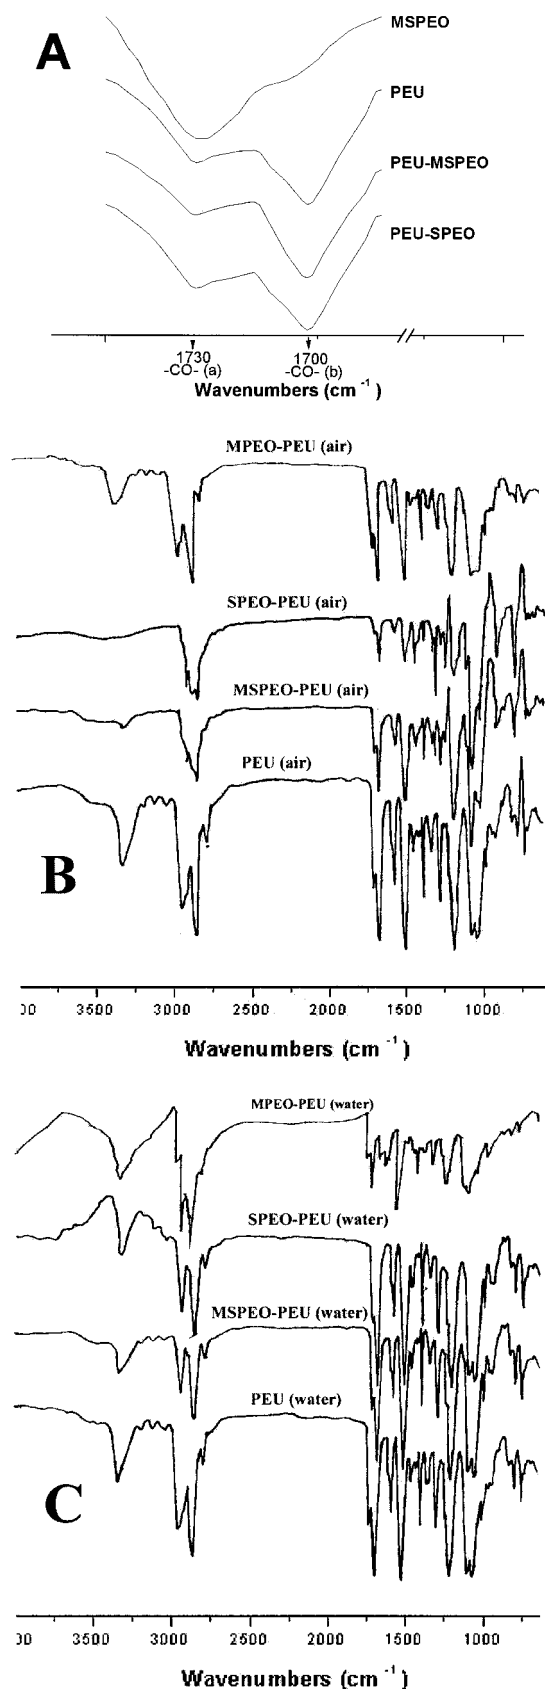 A
MSPEO
PEU
PEU-MSPEO
PEU-SPEO
1730 1700
-CO- (a) -CO- (b)
Wavenumbers (cm -1)
MPEO-PEU (air)
SPEO-PEU (air)
MSPEO-PEU (air)
PEU (air)
B
00 3500 3000 2500 2000 1500 1000
Wavenumbers (cm -1)
MPEO-PEU (water)
SPEO-PEU (water)
MSPEO-PEU (water)
PEU (water)
C
00 3500 3000 2500 2000 1500 1000
Wavenumbers (cm -1)